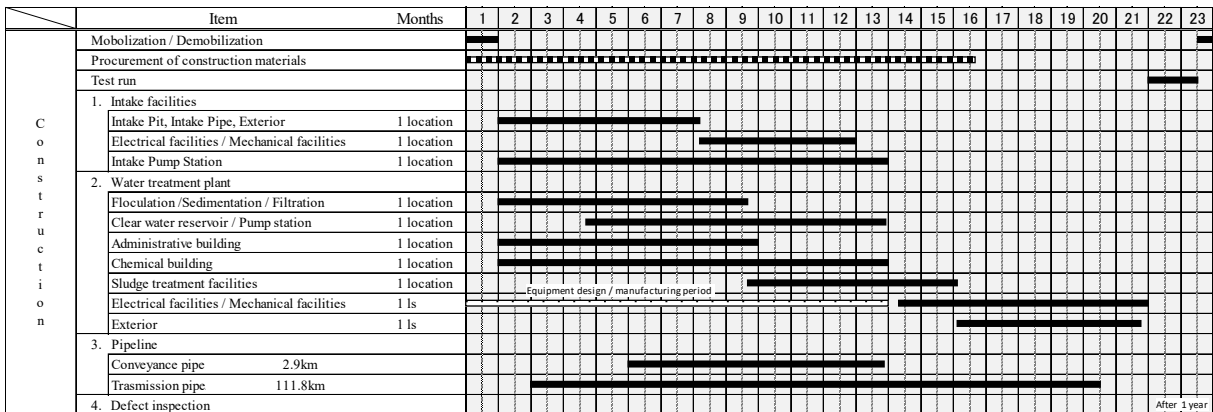 Item Months 1 2 3 4 5 6 7 8 9 10 11 12 13 14 15 16 17 18 19 20 21 22 23
Construction
Mobolization / Demobilization
Procurement of construction materials
Test run
1. Intake facilities
Intake Pit, Intake Pipe, Exterior 1 location
Electrical facilities / Mechanical facilities 1 location
Intake Pump Station 1 location
2. Water treatment plant
Floculation /Sedimentation / Filtration 1 location
Clear water reservoir / Pump station 1 location
Administrative building 1 location
Chemical building 1 location
Sludge treatment facilities 1 location
Equipment design / manufacturing period
Electrical facilities / Mechanical facilities 1 ls
Exterior 1 ls
3. Pipeline
Conveyance pipe 2.9km
Trasmission pipe 111.8km
4. Defect inspection After 1 year